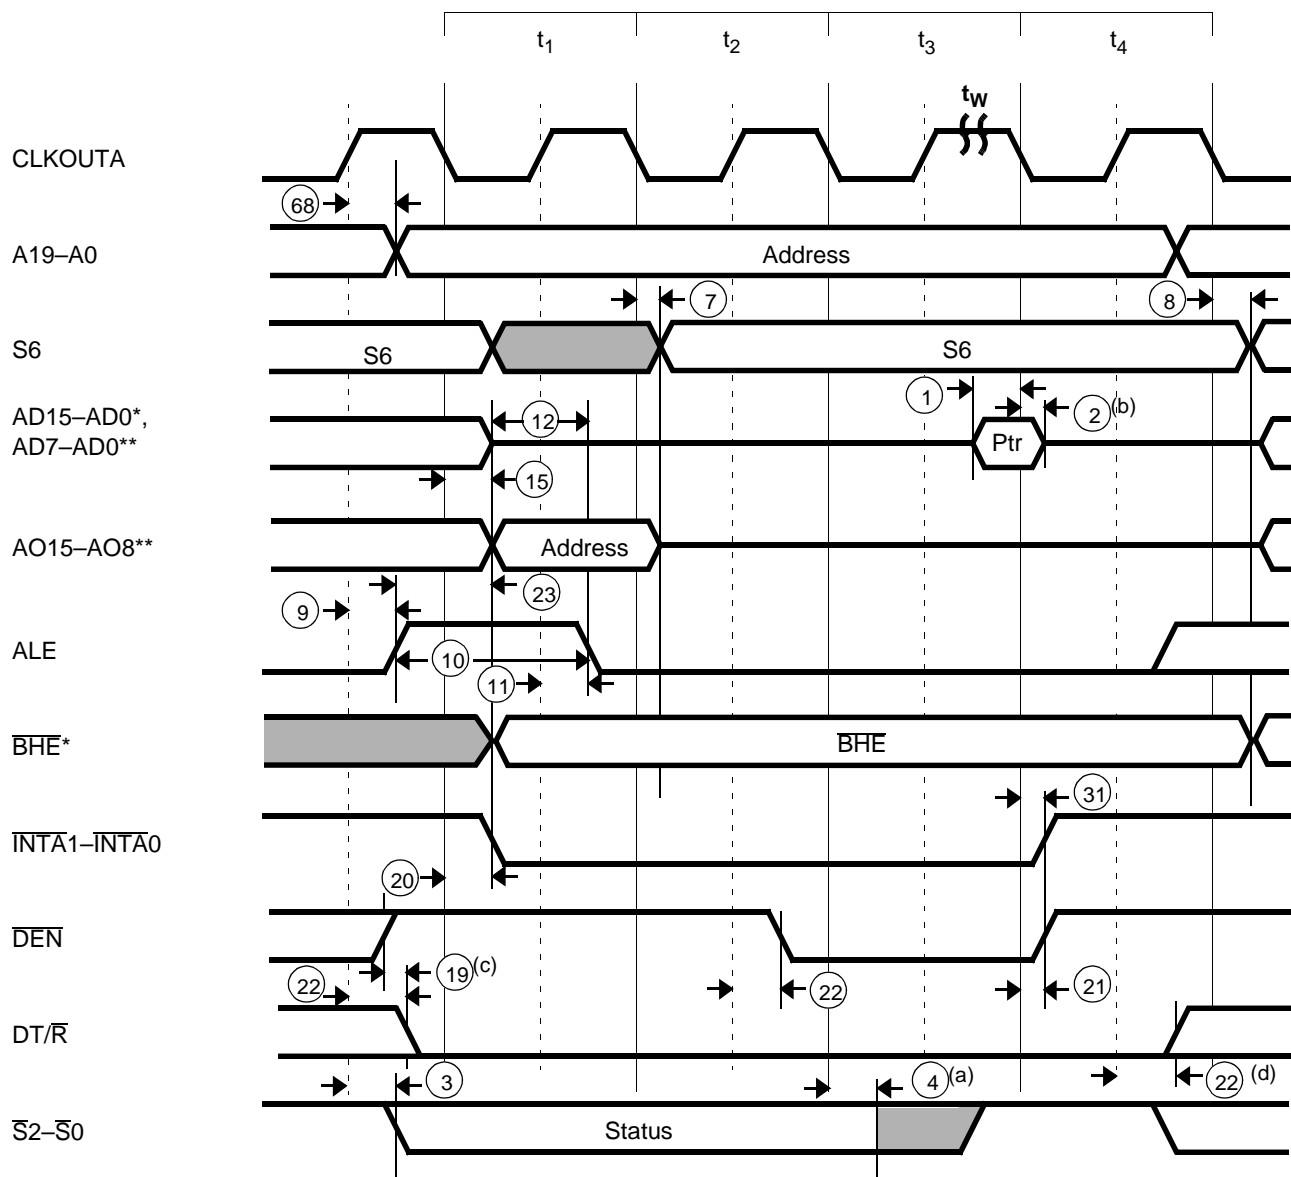 t1 t2 t3 t4
tW
CLKOUTA
68
A19–A0 Address
7 8
S6 S6 S6
1 2 (b)
AD15–AD0*,
AD7–AD0** 12 Ptr
15
AO15–AO8** Address
23
9
ALE 10
11
BHE* BHE
31
INTA1–INTA0
20
DEN
22 19 (c) 22 21
DT/R
3 4 (a) 22 (d)
S2–S0 Status